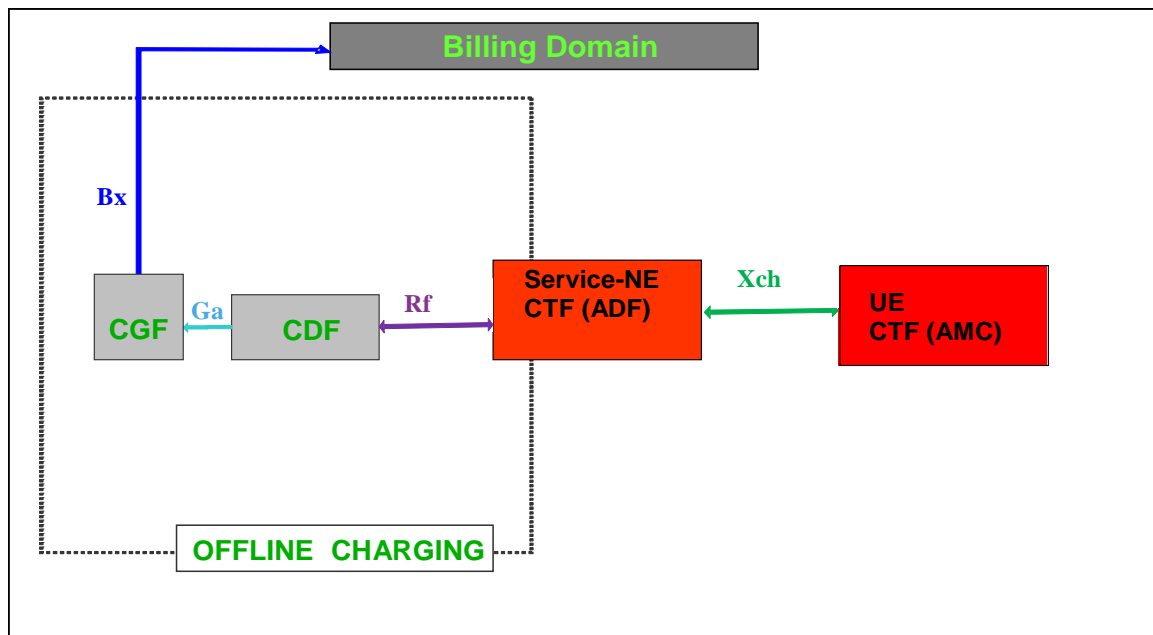 Billing Domain
Bx
Ga
Rf
Xch
Service-NE
CTF (ADF)
UE
CTF (AMC)
CGF
CDF
OFFLINE CHARGING